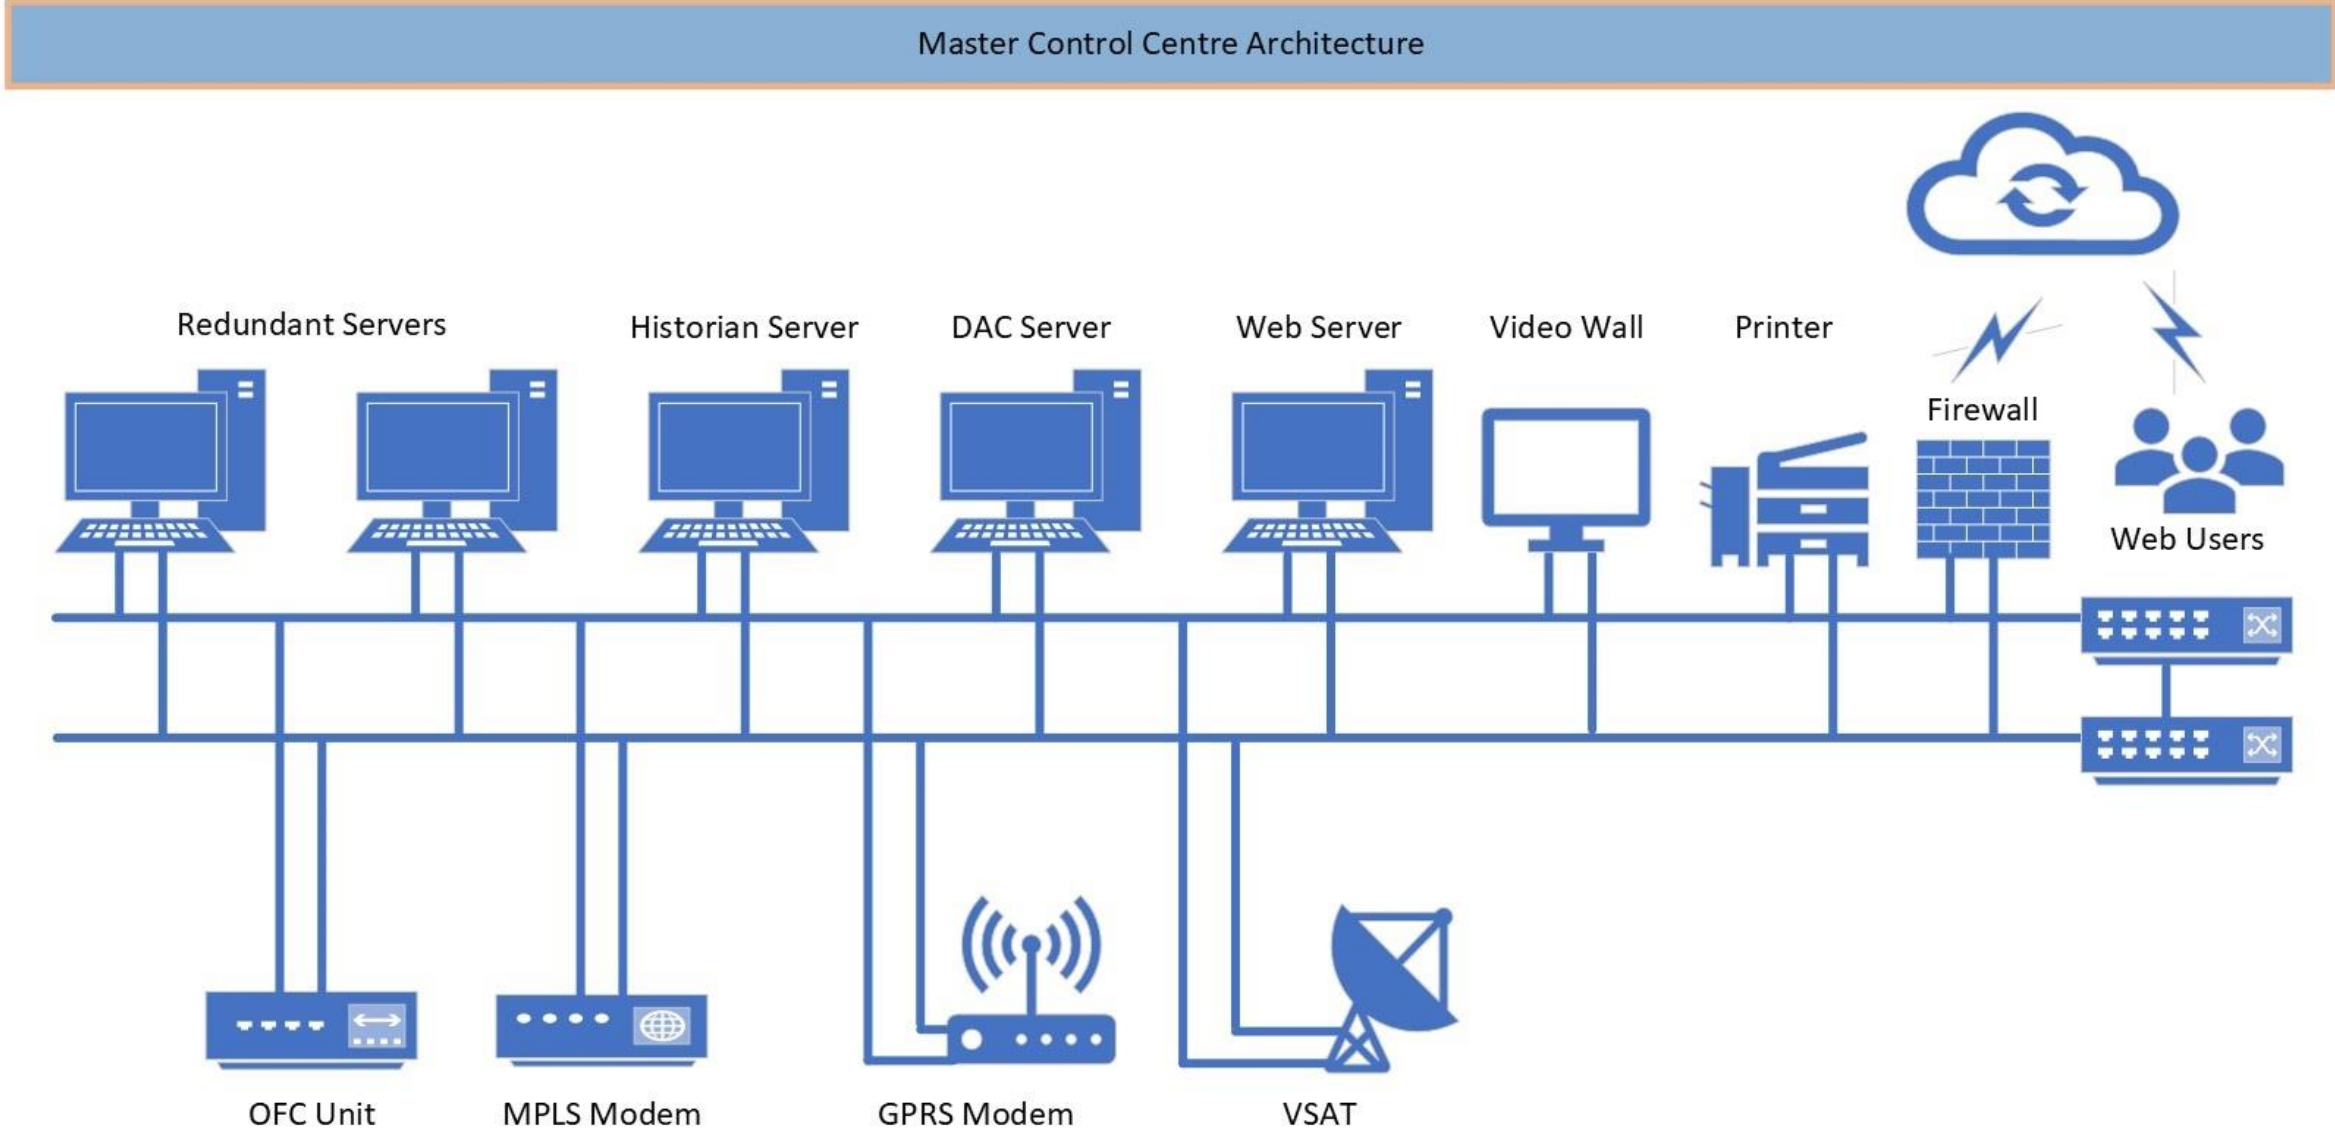 Master Control Centre Architecture
Redundant Servers
Historian Server
DAC Server
Web Server
Video Wall
Printer
Firewall
Web Users
OFC Unit
MPLS Modem
GPRS Modem
VSAT